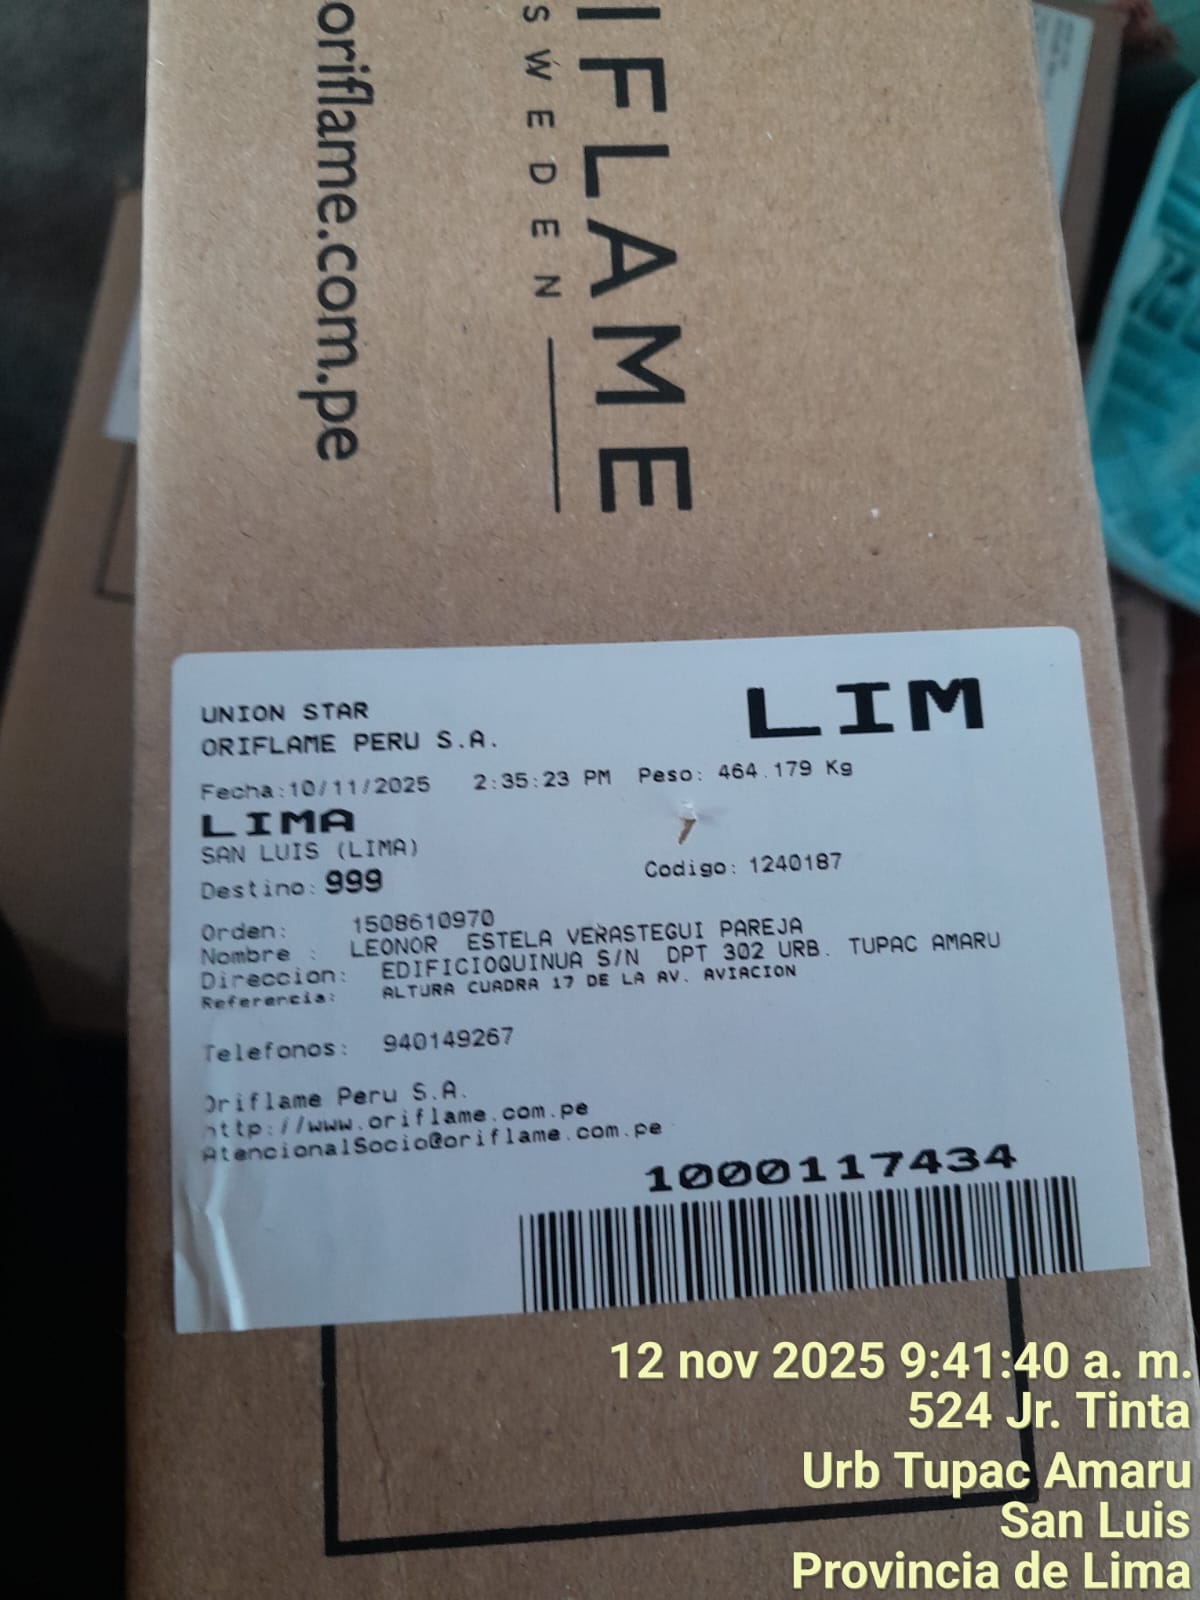 IFLAME
SWEDEN
oriflame.com.pe
UNION STAR
LIM
ORIFLAME PERU S.A.
Fecha:10/11/2025 2:35:23 PM Peso: 464.179 Kg
LIMA
SAN LUIS (LIMA)
Codigo: 1240187
Destino: 999
Orden: 1508610970
Nombre : LEONOR ESTELA VERASTEGUI PAREJA
Direccion: EDIFICIOQUINUA S/N DPT 302 URB. TUPAC AMARU
Referencia: ALTURA CUADRA 17 DE LA AV. AVIACION
Telefonos: 940149267
Oriflame Peru S.A.
http://www.oriflame.com.pe
AtencionalSocio@oriflame.com.pe
1000117434
12 nov 2025 9:41:40 a. m.
524 Jr. Tinta
Urb Tupac Amaru
San Luis
Provincia de Lima